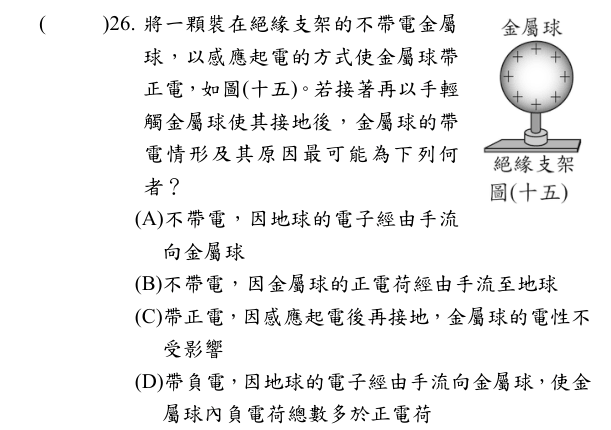 (　　)26. 將一顆裝在絕緣支架的不帶電金屬
球，以感應起電的方式使金屬球帶
正電，如圖(十五)。若接著再以手輕
觸金屬球使其接地後，金屬球的帶
電情形及其原因最可能為下列何
者？
(A)不帶電，因地球的電子經由手流
向金屬球
(B)不帶電，因金屬球的正電荷經由手流至地球
(C)帶正電，因感應起電後再接地，金屬球的電性不
受影響
(D)帶負電，因地球的電子經由手流向金屬球，使金
屬球內負電荷總數多於正電荷
金屬球
絕緣支架
圖(十五)